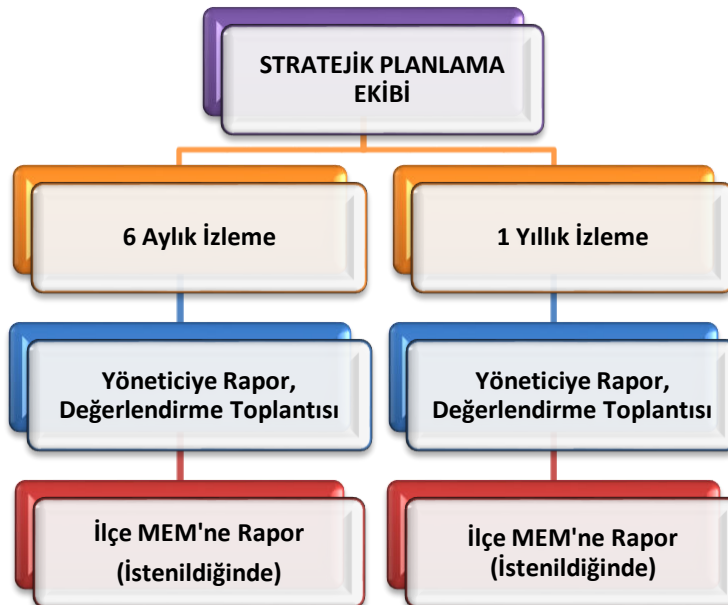 STRATEJİK PLANLAMA
EKİBİ
6 Aylık İzleme
1 Yıllık İzleme
Yöneticiye Rapor,
Değerlendirme Toplantısı
Yöneticiye Rapor,
Değerlendirme Toplantısı
İlçe MEM'ne Rapor
(İstenildiğinde)
İlçe MEM'ne Rapor
(İstenildiğinde)